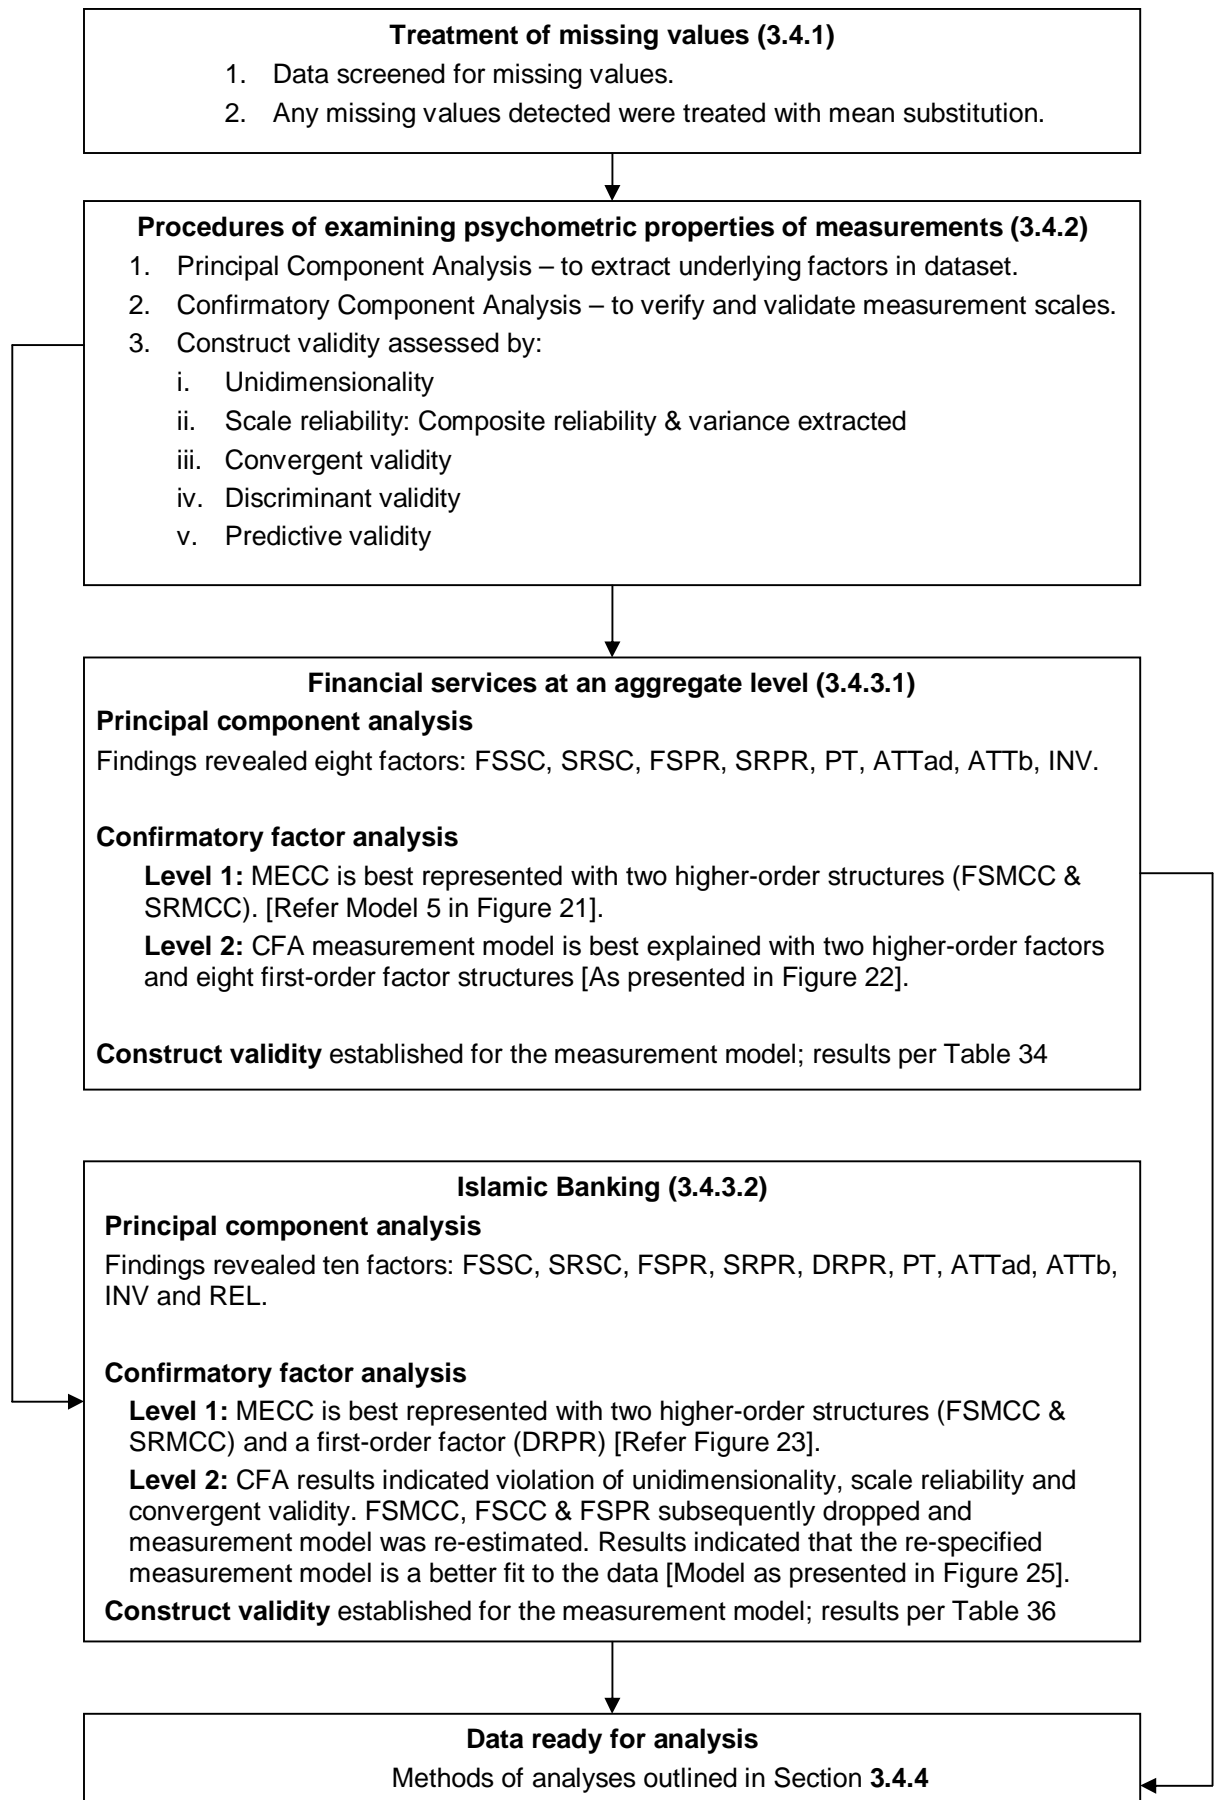 Treatment of missing values (3.4.1)
1. Data screened for missing values.
2. Any missing values detected were treated with mean substitution.
Procedures of examining psychometric properties of measurements (3.4.2)
1. Principal Component Analysis – to extract underlying factors in dataset.
2. Confirmatory Component Analysis – to verify and validate measurement scales.
3. Construct validity assessed by:
i. Unidimensionality
ii. Scale reliability: Composite reliability & variance extracted
iii. Convergent validity
iv. Discriminant validity
v. Predictive validity
Financial services at an aggregate level (3.4.3.1)
Principal component analysis
Findings revealed eight factors: FSSC, SRSC, FSPR, SRPR, PT, ATTad, ATTb, INV.
Confirmatory factor analysis
Level 1: MECC is best represented with two higher-order structures (FSMCC &
SRMCC). [Refer Model 5 in Figure 21].
Level 2: CFA measurement model is best explained with two higher-order factors
and eight first-order factor structures [As presented in Figure 22].
Construct validity established for the measurement model; results per Table 34
Islamic Banking (3.4.3.2)
Principal component analysis
Findings revealed ten factors: FSSC, SRSC, FSPR, SRPR, DRPR, PT, ATTad, ATTb,
INV and REL.
Confirmatory factor analysis
Level 1: MECC is best represented with two higher-order structures (FSMCC &
SRMCC) and a first-order factor (DRPR) [Refer Figure 23].
Level 2: CFA results indicated violation of unidimensionality, scale reliability and
convergent validity. FSMCC, FSCC & FSPR subsequently dropped and
measurement model was re-estimated. Results indicated that the re-specified
measurement model is a better fit to the data [Model as presented in Figure 25].
Construct validity established for the measurement model; results per Table 36
Data ready for analysis
Methods of analyses outlined in Section 3.4.4